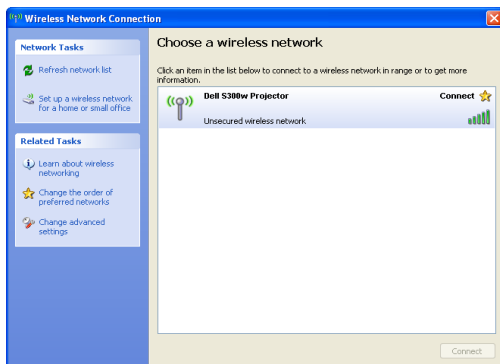 Wireless Network Connection
Network Tasks
Refresh network list
Set up a wireless network
for a home or small office
Related Tasks
Learn about wireless
networking
Change the order of
preferred networks
Change advanced
settings
Choose a wireless network
Click an item in the list below to connect to a wireless network in range or to get more
information.
Dell S300w Projector
Connect
Unsecured wireless network
Connect